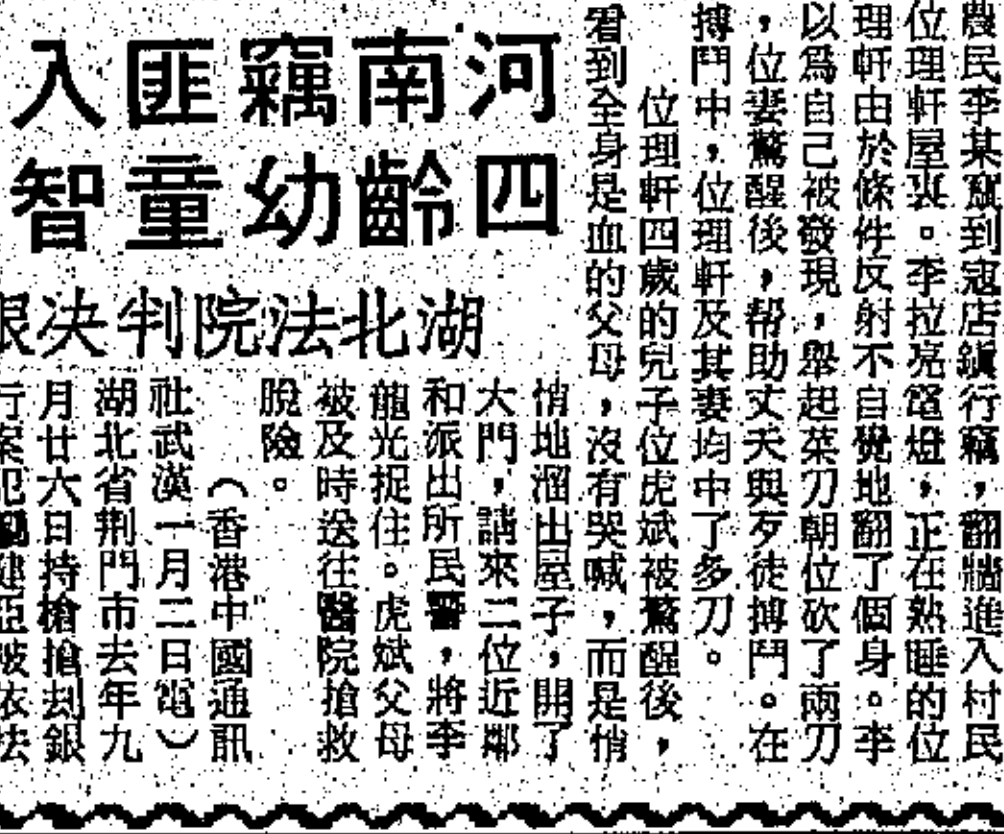 河南竊匪入
四齡幼童智
農民李某竄到寇店鎮行竊，翻牆進入村民
位理軒屋裏。李拉亮電燈，正在熟睡的位
理軒由於條件反射不自覺地翻了個身。李
以爲自己被發現，舉起菜刀朝位砍了兩刀
，位妻驚醒後，帮助丈夫與歹徒搏鬥。在
搏鬥中，位理軒及其妻均中了多刀。
位理軒四歲的兒子位虎斌被驚醒後，
看到全身是血的父母，沒有哭喊，而是悄
悄地溜出屋子，開了
大門，請來二位近鄰
和派出所民警，將李
龍光捉住。虎斌父母
被及時送往醫院搶救
脫險。
湖北法院判决
（香港中國通訊
社武漢一月二日電）
湖北省荆門市去年九
月廿六日持槍搶刧銀
行案犯建亞被依法